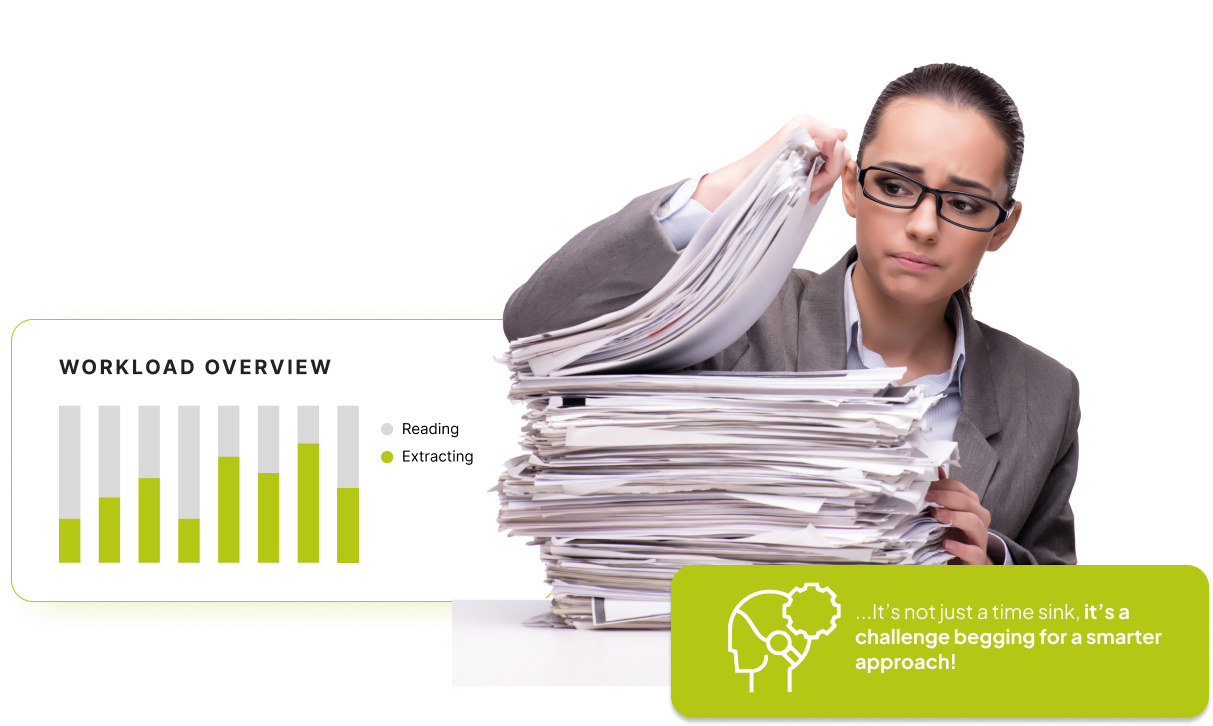 WORKLOAD OVERVIEW
Reading
Extracting
...It’s not just a time sink, it’s a
challenge begging for a smarter
approach!